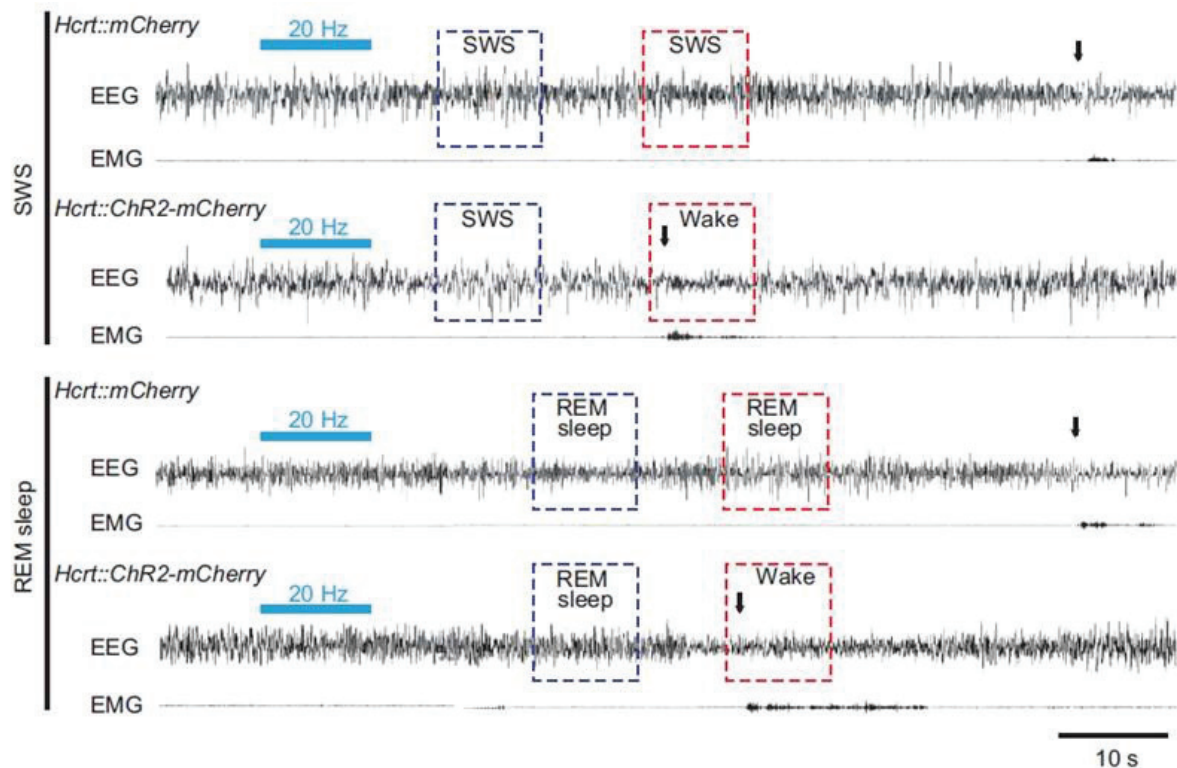 Hcrt::mCherry
20 Hz
SWS
SWS
EEG
EMG
SWS
Hcrt::ChR2-mCherry
20 Hz
SWS
Wake
EEG
EMG
Hcrt::mCherry
20 Hz
REM
sleep
REM
sleep
EEG
EMG
REM sleep
Hcrt::ChR2-mCherry
20 Hz
REM
sleep
Wake
EEG
EMG
10 s